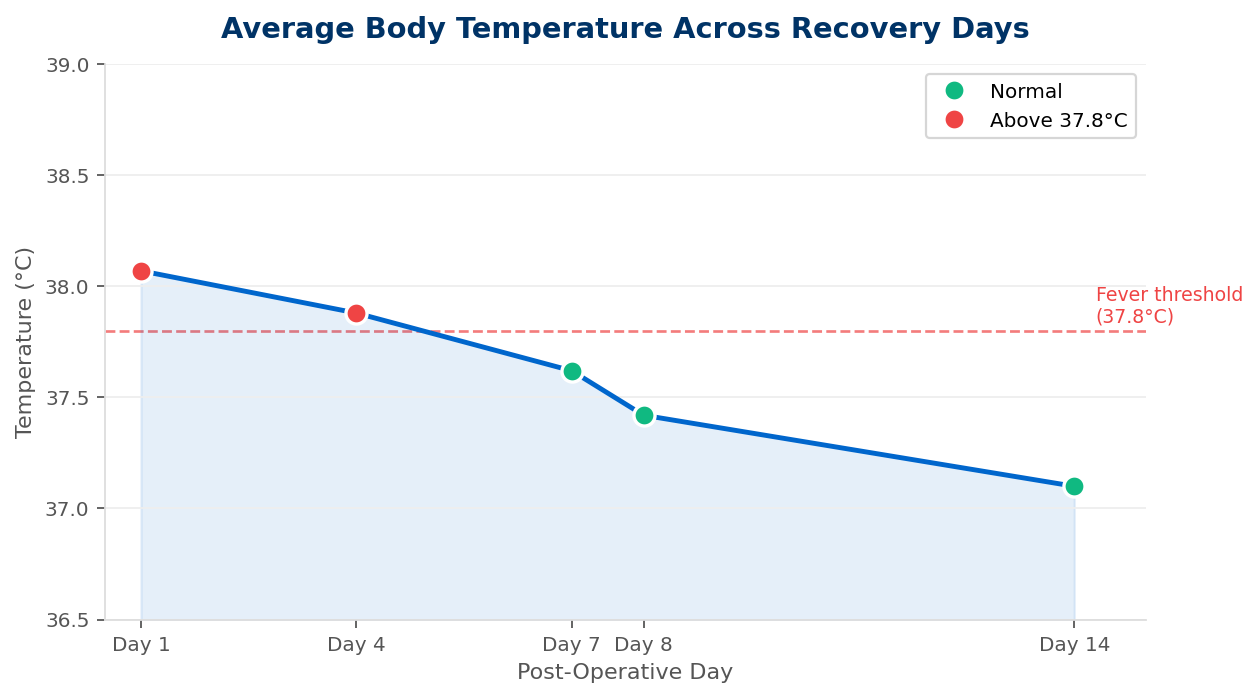 Average Body Temperature Across Recovery Days
Normal
Above 37.8°C
Temperature (°C)
39.0
38.5
38.0
37.5
37.0
36.5
Fever threshold
(37.8°C)
Day 1
Day 4
Day 7
Day 8
Day 14
Post-Operative Day